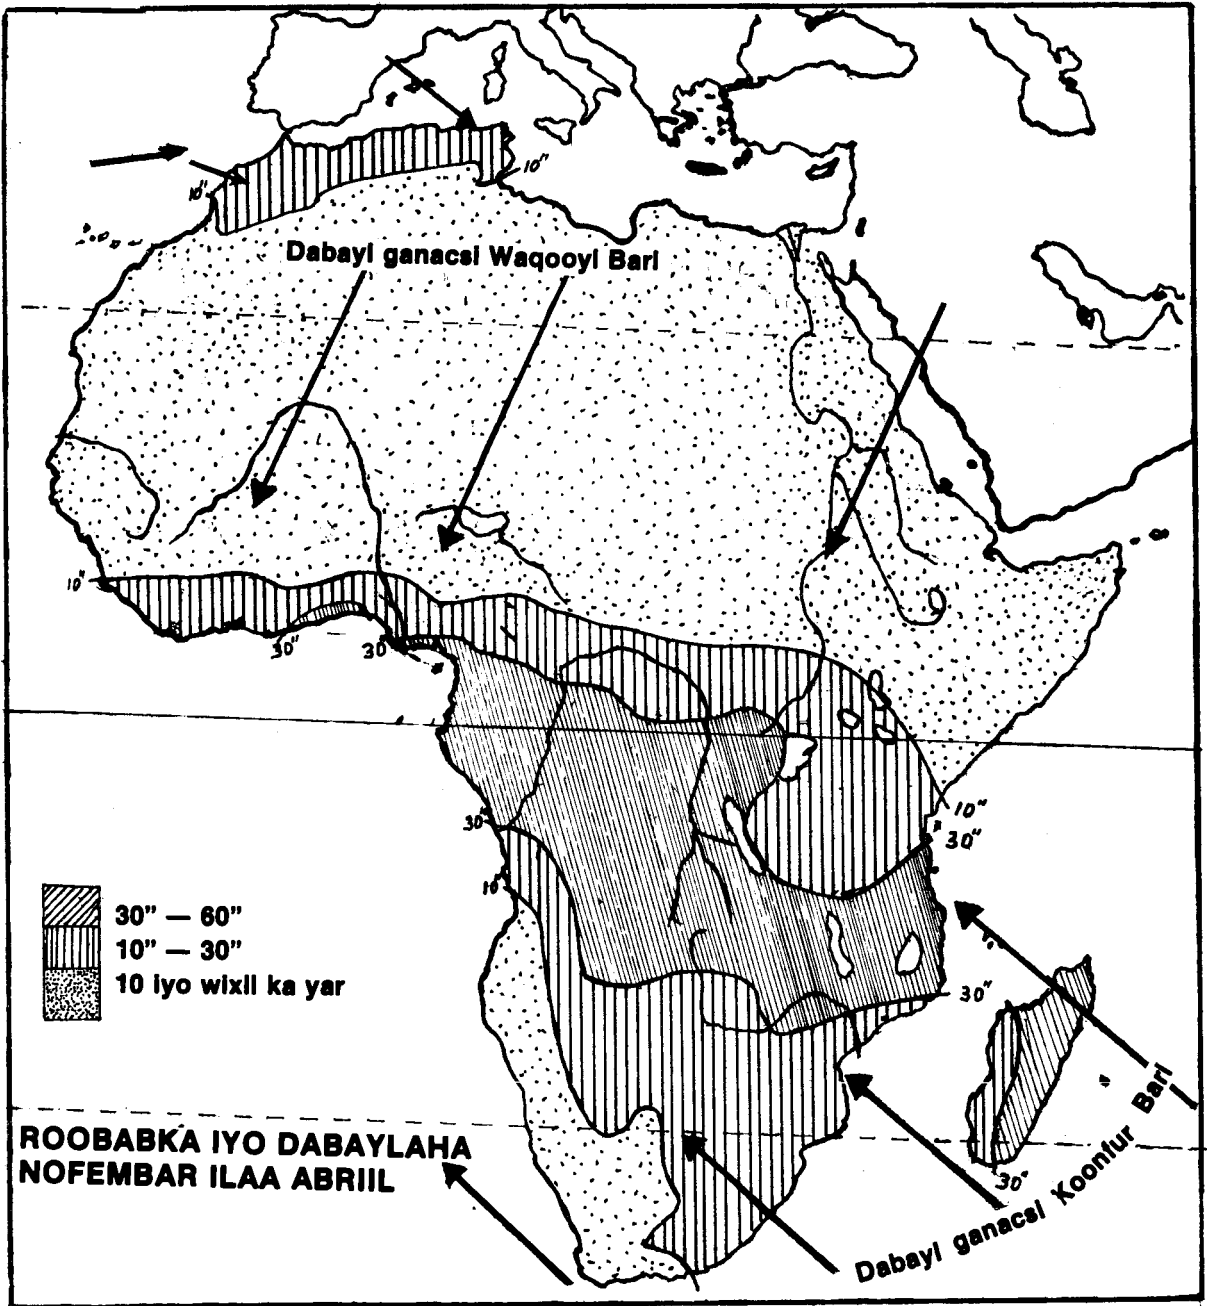 10"
10"
Dabayl ganacsi Waqooyi Bari
10"
30"
30"
10"
30"
30"
10"
30" — 60"
10" — 30"
10 iyo wixii ka yar
30"
ROOBABKA IYO DABAYLAHA
NOFEMBAR ILAA ABRIIL
30"
Dabayl ganacsi Koonfur Bari